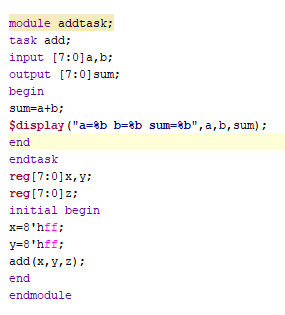 module addtask;
task add;
input [7:0]a,b;
output [7:0]sum;
begin
sum=a+b;
$display("a=%b b=%b sum=%b",a,b,sum);
end
endtask
reg[7:0]x,y;
reg[7:0]z;
initial begin
x=8'hff;
y=8'hff;
add(x,y,z);
end
endmodule